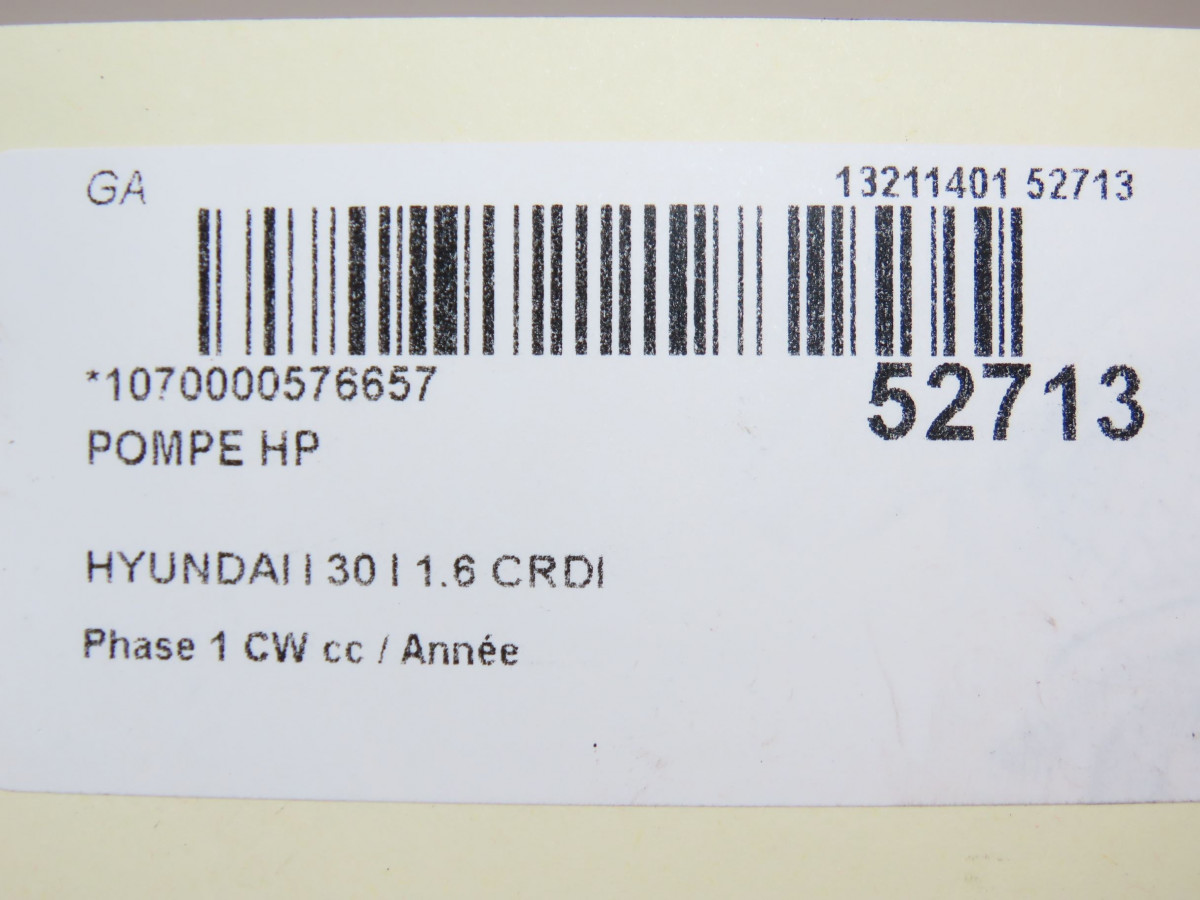 GA 13211401 52713
*1070000576657 52713
POMPE HP
HYUNDAI I 30 I 1.6 CRDI
Phase 1 CW cc / Année